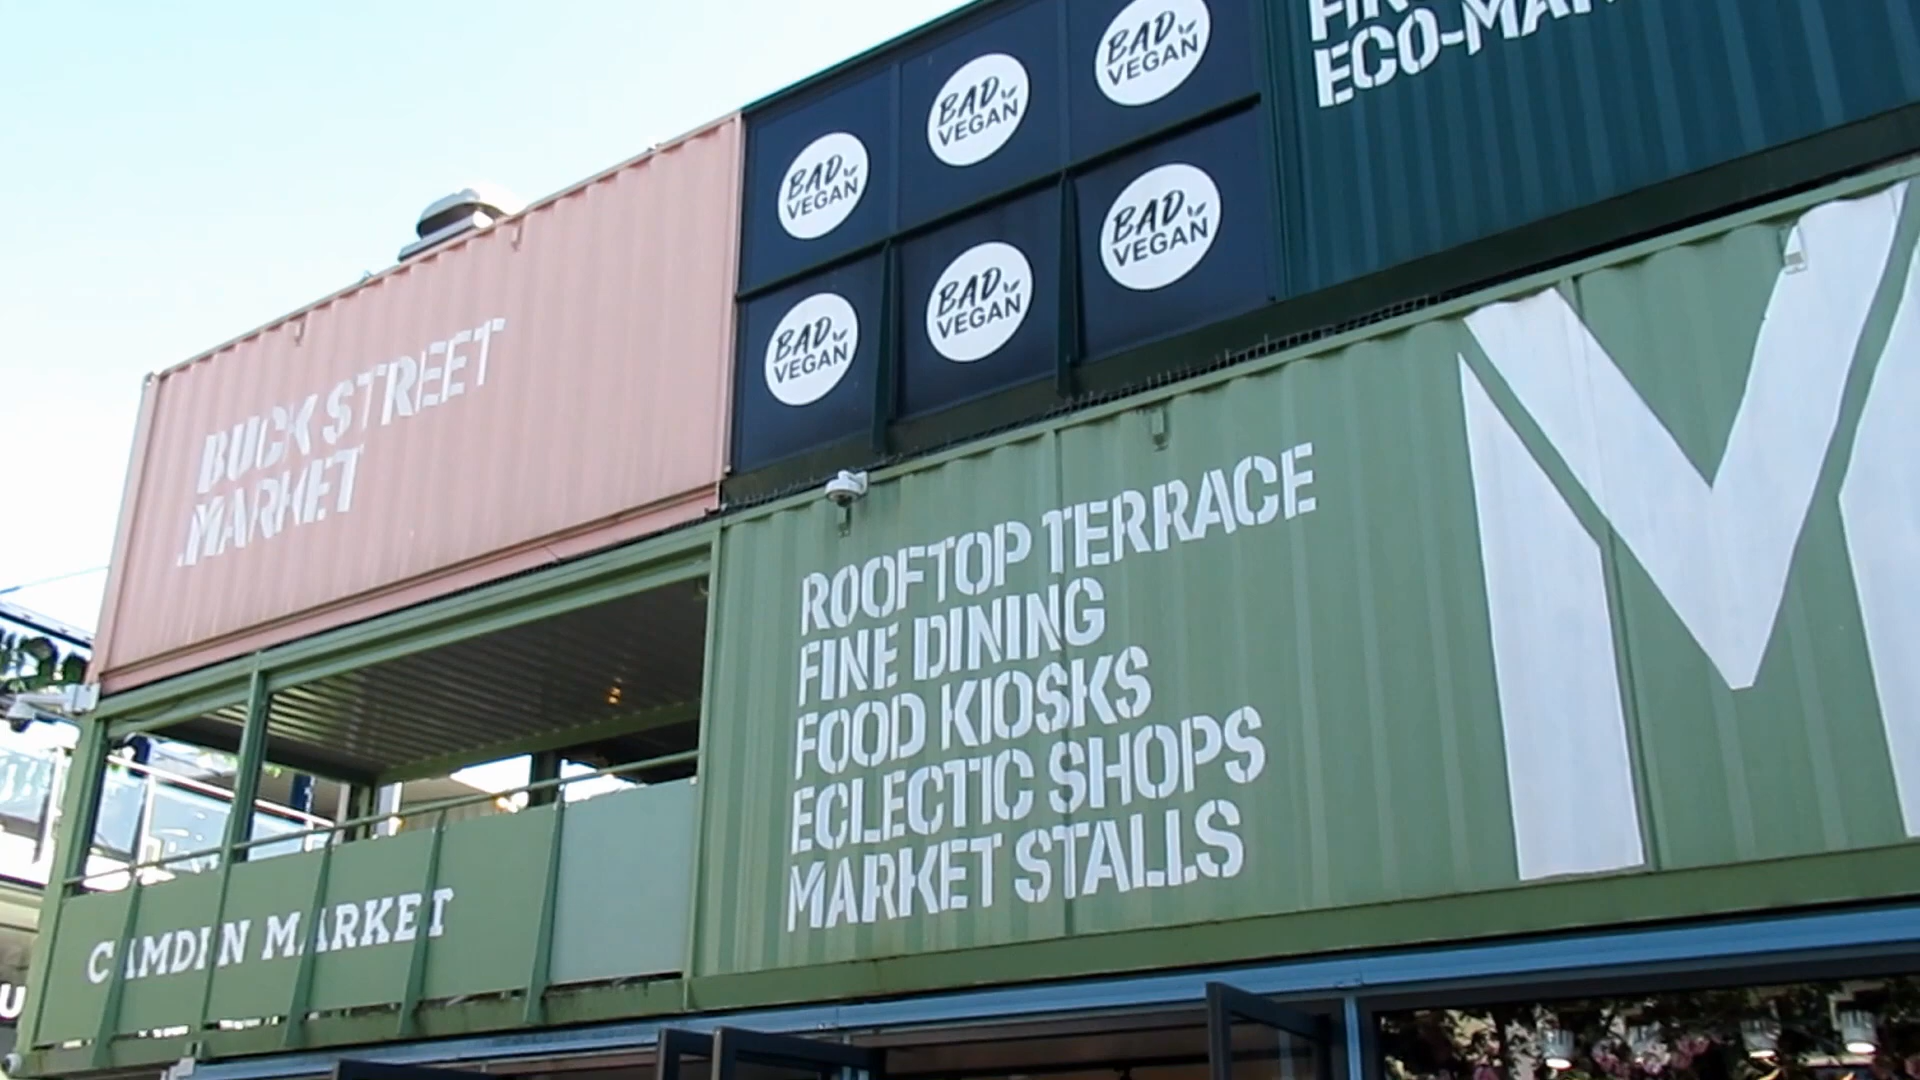 BAD
VEGAN
BAD
VEGAN
BAD
VEGAN
BAD
VEGAN
BAD
VEGAN
BAD
VEGAN
ECO-MAR
BUCK STREET
MARKET
ROOFTOP TERRACE
FINE DINING
FOOD KIOSKS
ECLECTIC SHOPS
MARKET STALLS
M
CAMDEN MARKET